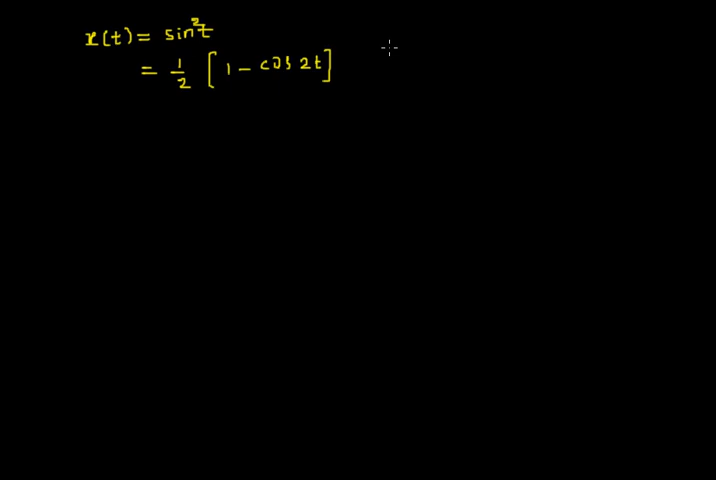 x(t) = sin²t
= 1/2 [1 - cos 2t]